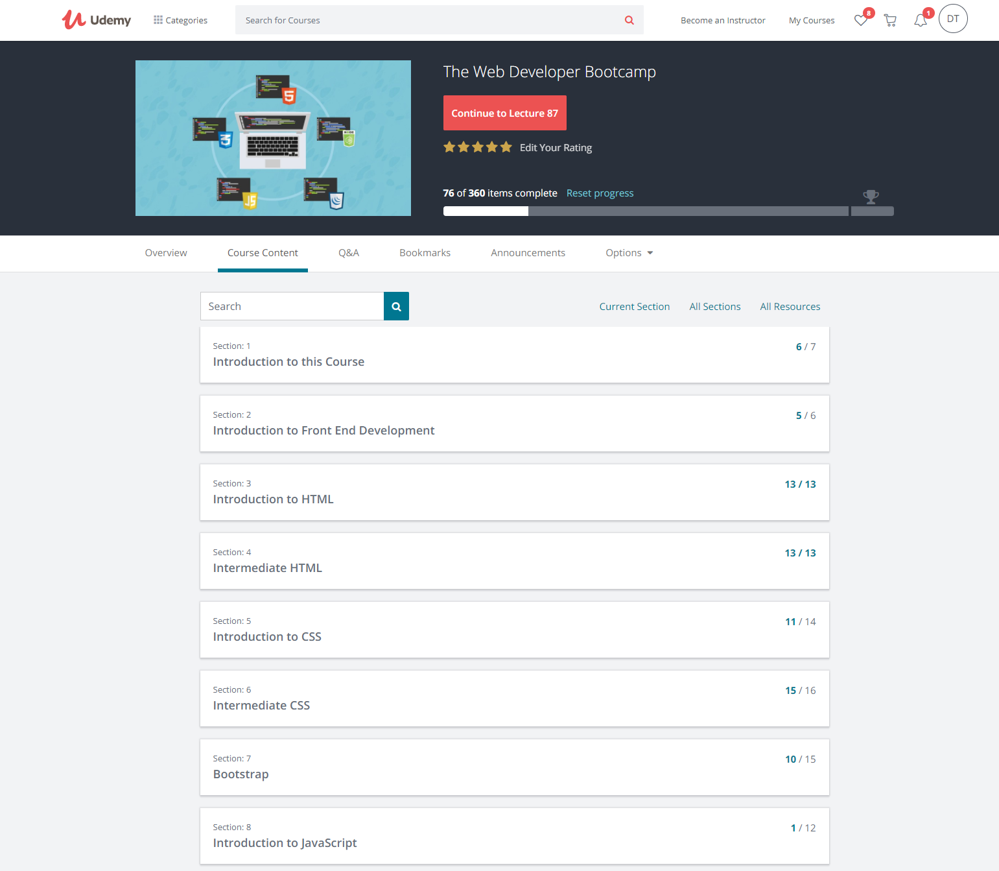 Udemy
Categories
Search for Courses
Become an Instructor
My Courses
8
1
DT
The Web Developer Bootcamp
Continue to Lecture 87
Edit Your Rating
76 of 360 items complete Reset progress
5
3
NODE
JS
Overview
Course Content
Q&A
Bookmarks
Announcements
Options
Search
Current Section
All Sections
All Resources
Section: 1
6 / 7
Introduction to this Course
Section: 2
5 / 6
Introduction to Front End Development
Section: 3
13 / 13
Introduction to HTML
Section: 4
13 / 13
Intermediate HTML
Section: 5
11 / 14
Introduction to CSS
Section: 6
15 / 16
Intermediate CSS
Section: 7
10 / 15
Bootstrap
Section: 8
1 / 12
Introduction to JavaScript